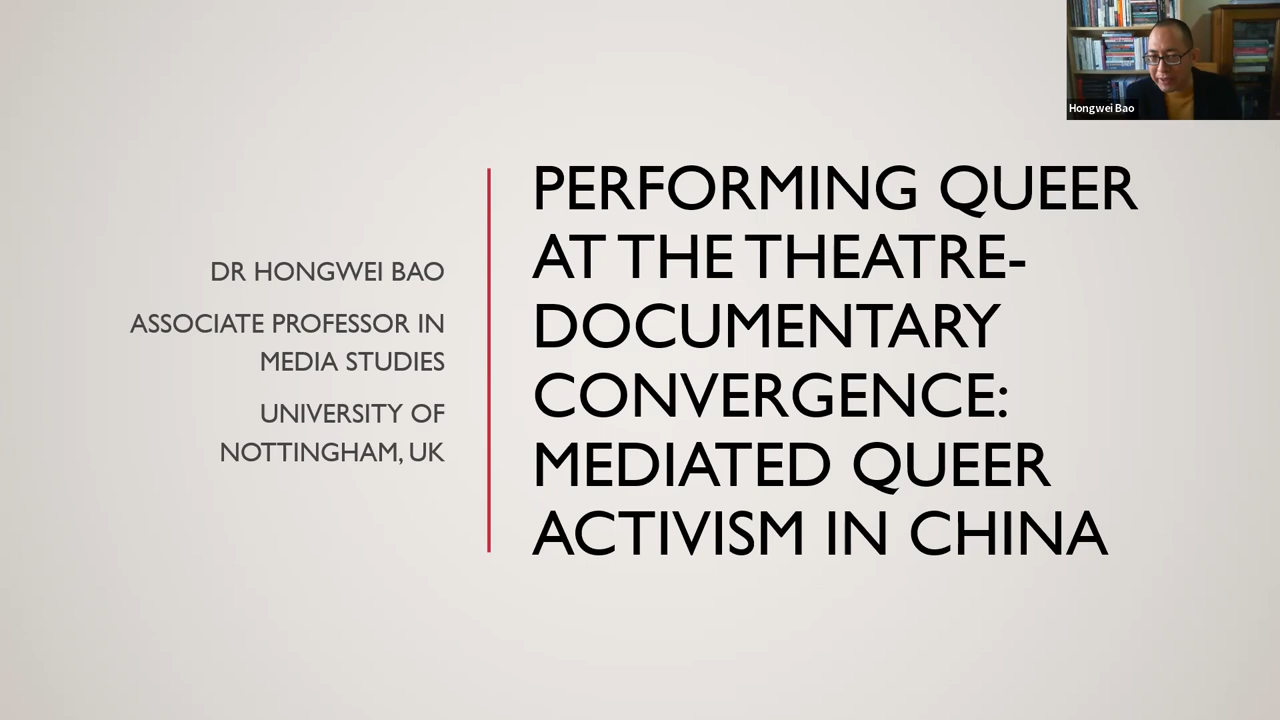 Hongwei Bao
DR HONGWEI BAO
ASSOCIATE PROFESSOR IN
MEDIA STUDIES
UNIVERSITY OF
NOTTINGHAM, UK
PERFORMING QUEER
AT THE THEATRE-
DOCUMENTARY
CONVERGENCE:
MEDIATED QUEER
ACTIVISM IN CHINA